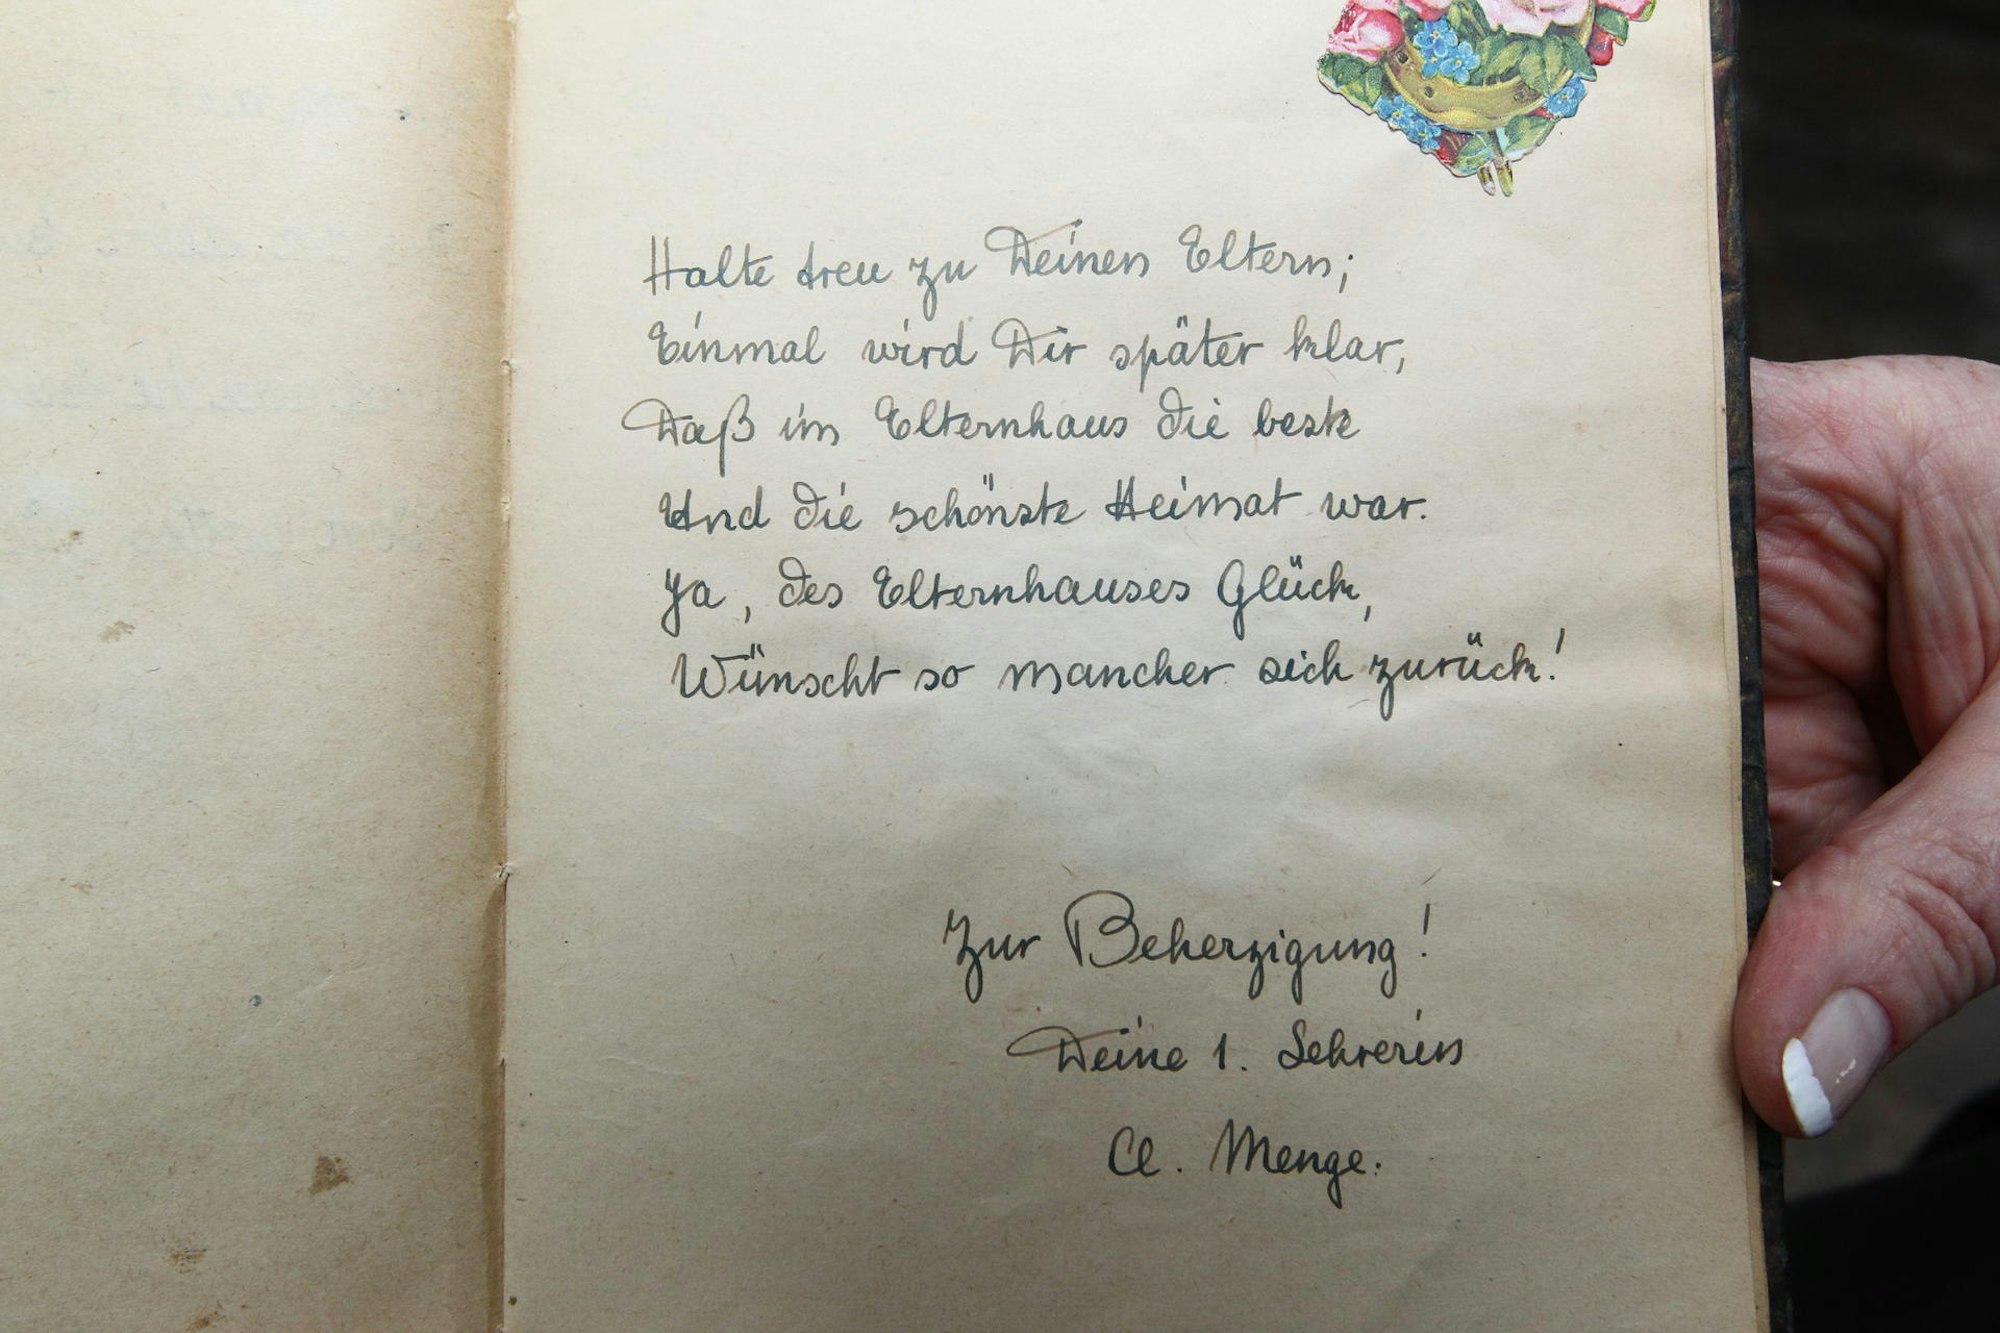 Halte treu zu Deinen Eltern;
Einmal wird Dir später klar,
Daß im Elternhaus die beste
Und die schönste Heimat war.
Ja, des Elternhauses Glück,
Wünscht so mancher sich zurück!
Zur Beherzigung!
Deine 1. Lehrerin
Cl. Menge.